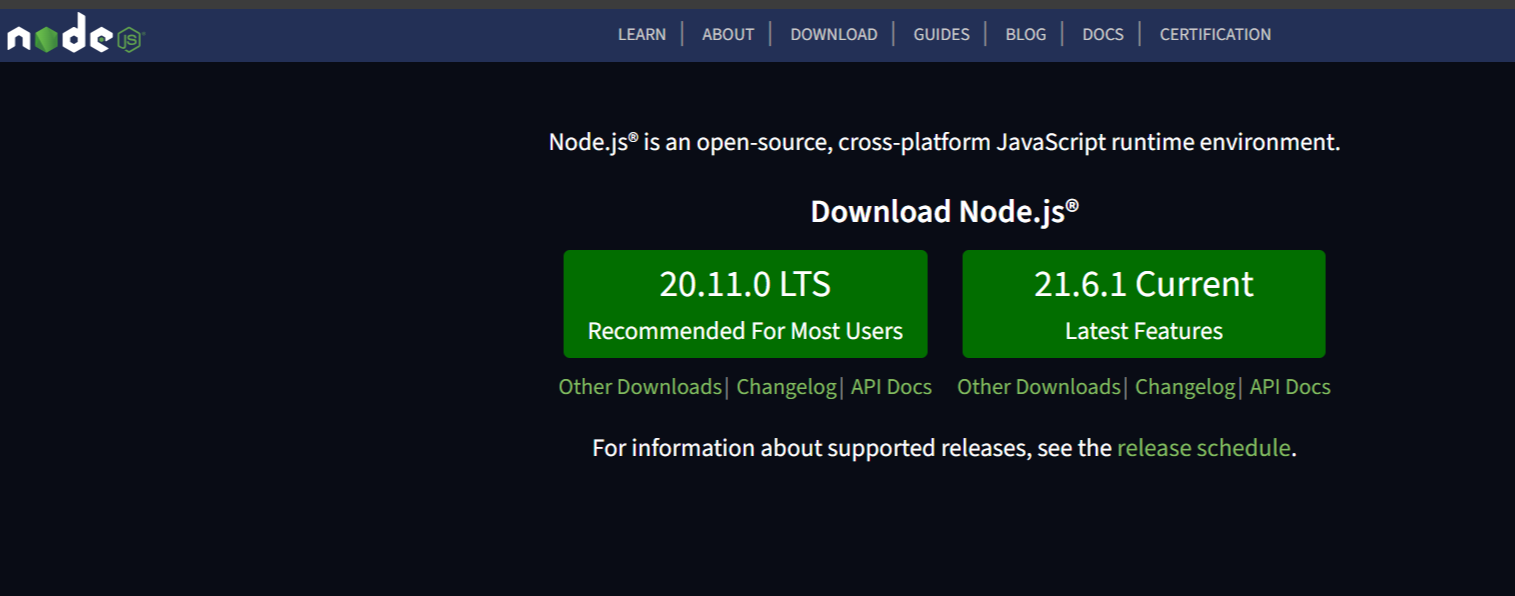 node JS
LEARN | ABOUT | DOWNLOAD | GUIDES | BLOG | DOCS | CERTIFICATION
Node.js® is an open-source, cross-platform JavaScript runtime environment.
Download Node.js®
20.11.0 LTS
Recommended For Most Users
21.6.1 Current
Latest Features
Other Downloads| Changelog| API Docs
Other Downloads| Changelog| API Docs
For information about supported releases, see the release schedule.